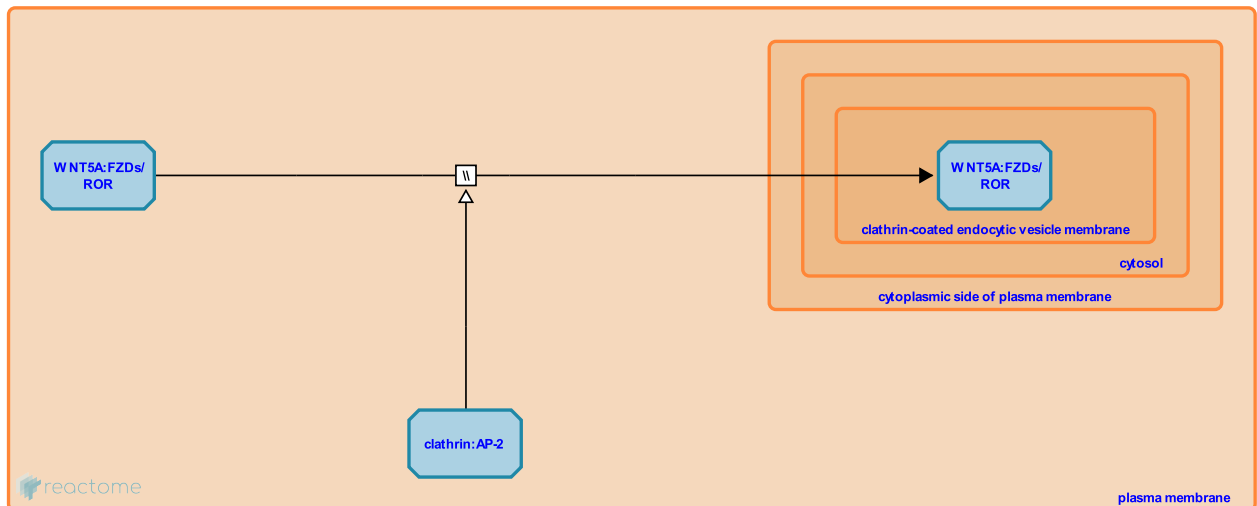 WNT5A:FZDs/
ROR
\\
WNT5A:FZDs/
ROR
clathrin-coated endocytic vesicle membrane
cytosol
cytoplasmic side of plasma membrane
clathrin:AP-2
reactome
plasma membrane